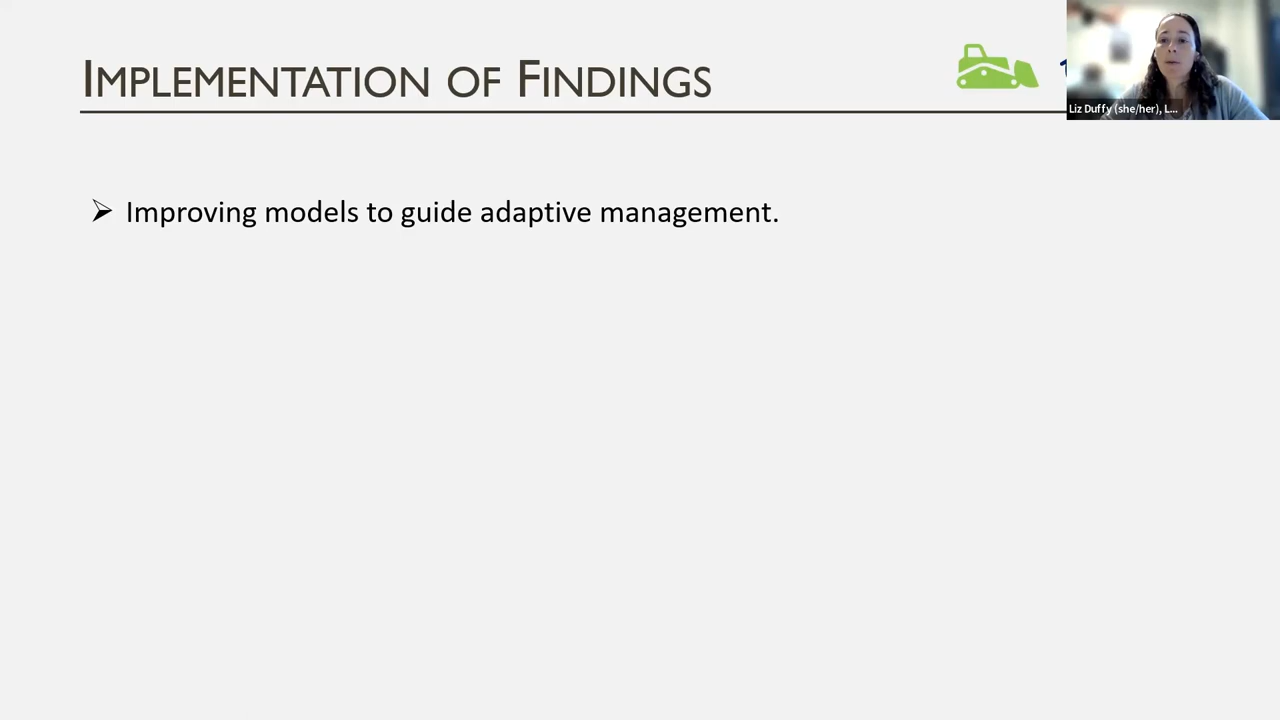 IMPLEMENTATION OF FINDINGS
Liz Duffy (she/her), L...
➢ Improving models to guide adaptive management.